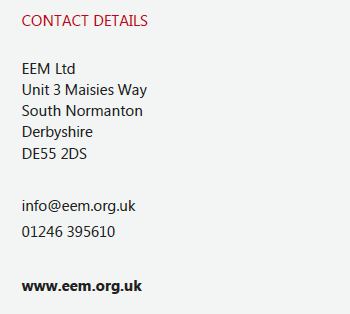 CONTACT DETAILS
EEM Ltd
Unit 3 Maisies Way
South Normanton
Derbyshire
DE55 2DS
info@eem.org.uk
01246 395610
www.eem.org.uk